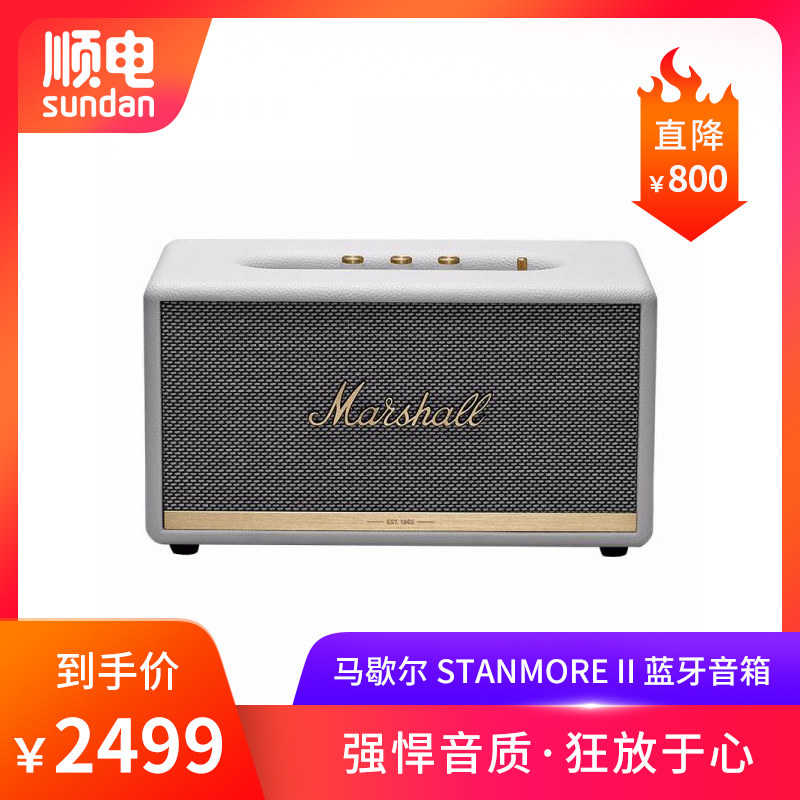 顺电
sundan
直降
¥800
Marshall
EST. 1962
到手价
¥2499
马歇尔 STANMORE II 蓝牙音箱
强悍音质·狂放于心